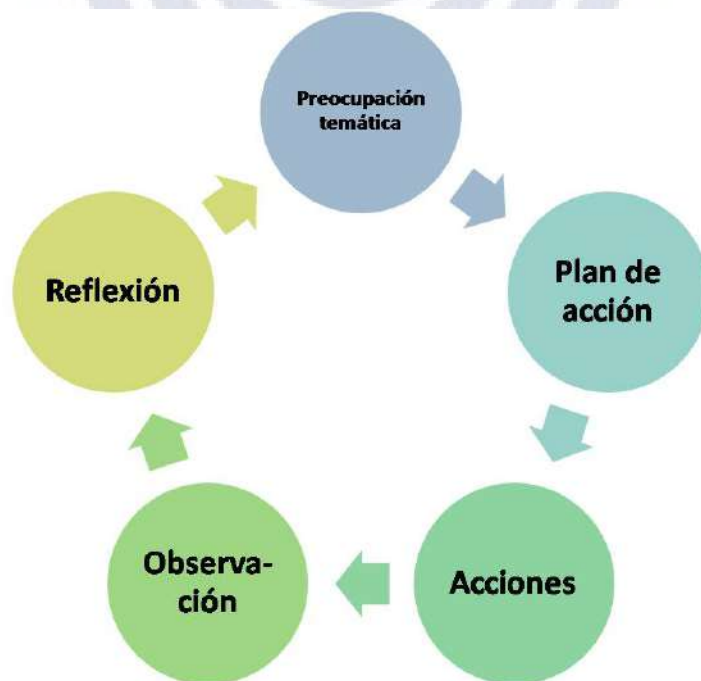 Preocupación
temática
Plan de
acción
Acciones
Observa-
ción
Reflexión